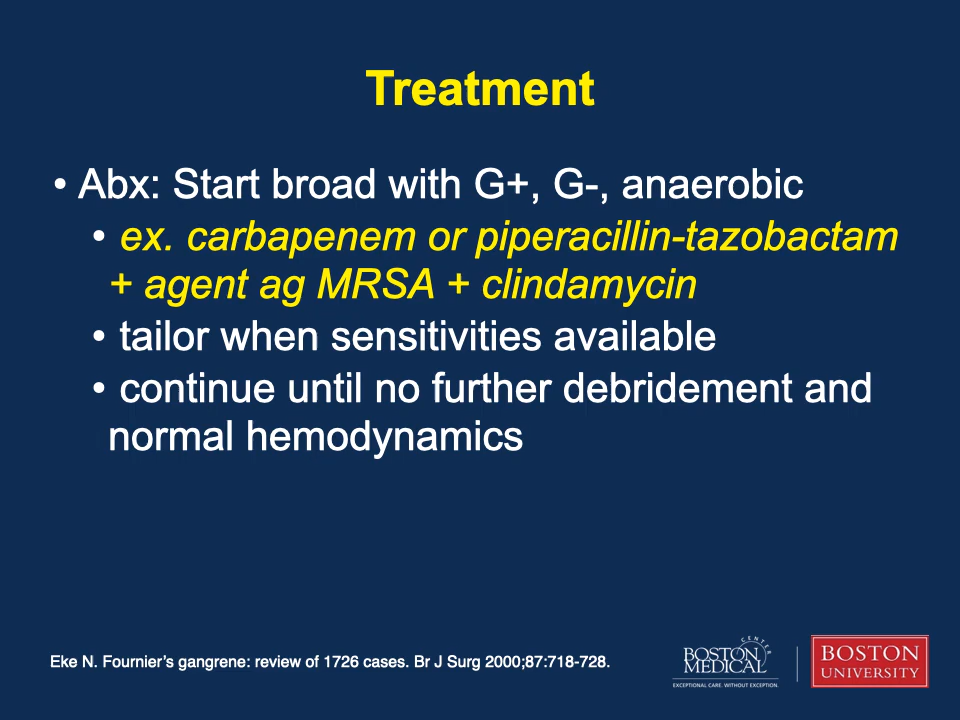 Treatment
• Abx: Start broad with G+, G-, anaerobic
• ex. carbapenem or piperacillin-tazobactam
+ agent ag MRSA + clindamycin
• tailor when sensitivities available
• continue until no further debridement and
normal hemodynamics
Eke N. Fournier's gangrene: review of 1726 cases. Br J Surg 2000;87:718-728.
BOSTON
MEDICAL
CENTER
EXCEPTIONAL CARE. WITHOUT EXCEPTION.
BOSTON
UNIVERSITY